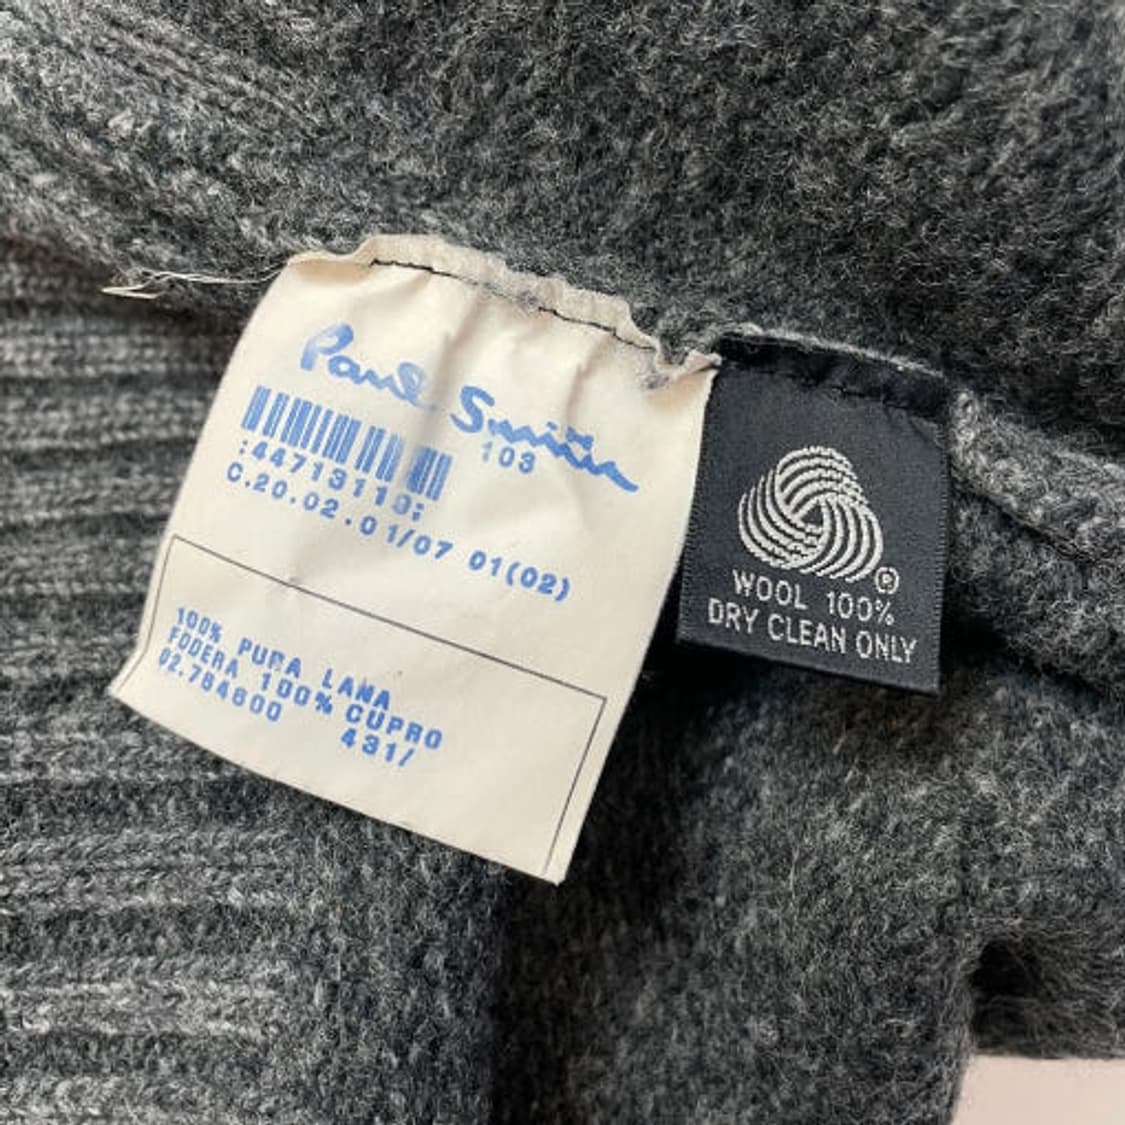 Paul Smith
103
:44713119:
C.20.02.01/07 01(02)
100% PURA LANA
FODERA 100% CUPRO
02.784600 431/
®
WOOL 100%
DRY CLEAN ONLY